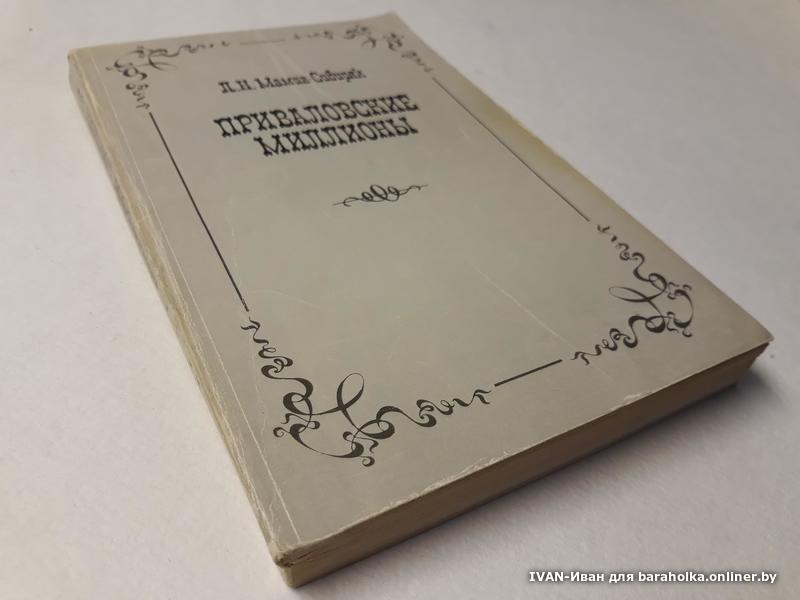 Д. Н. Мамин-Сибиряк
ПРИВАЛОВСКИЕ
МИЛЛИОНЫ
IVAN-Иван для baraholka.onliner.by